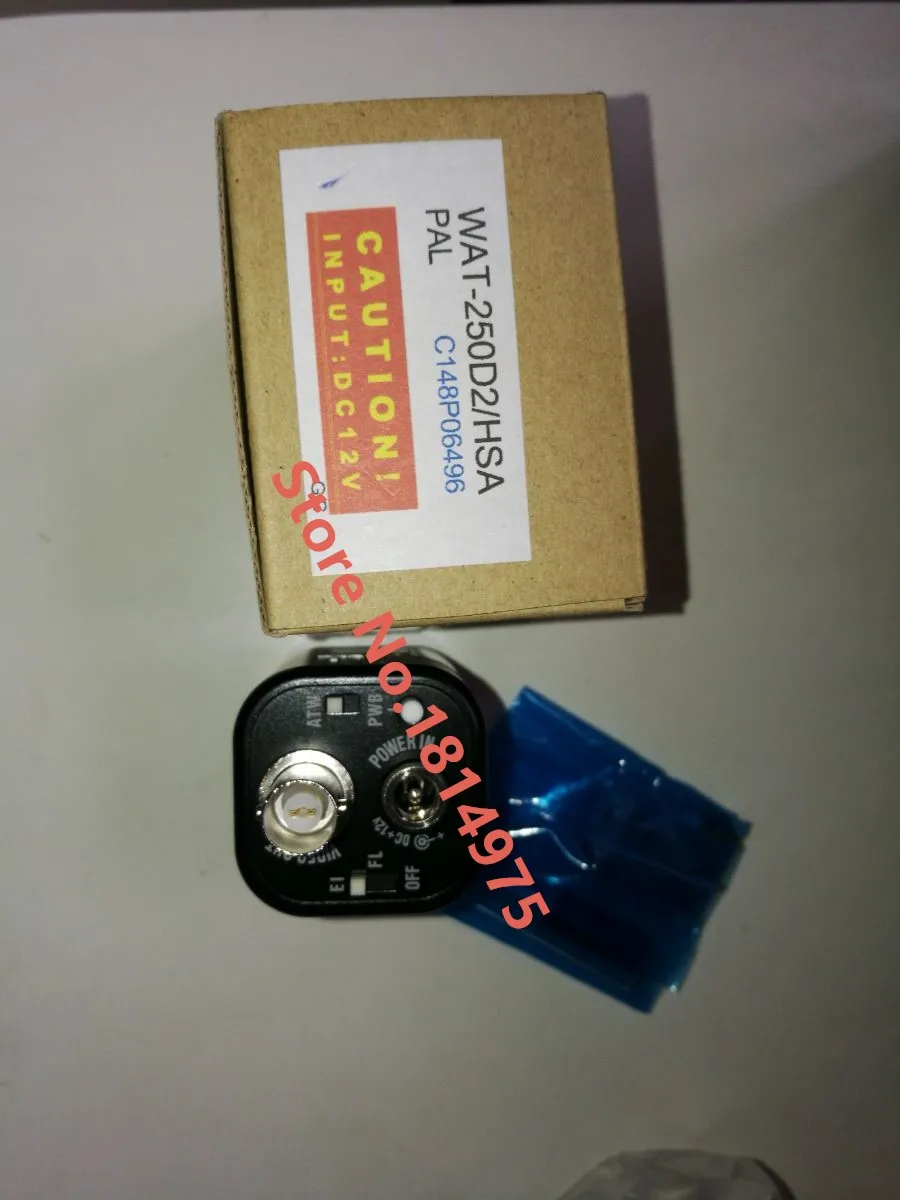 WAT-250D2/HSA
PAL
C148P06496
CAUTION!
INPUT:DC12V
Store No.1814975
ATW
PWB
POWER IN
DC+12V
VIDEO OUT
EI
FL
OFF